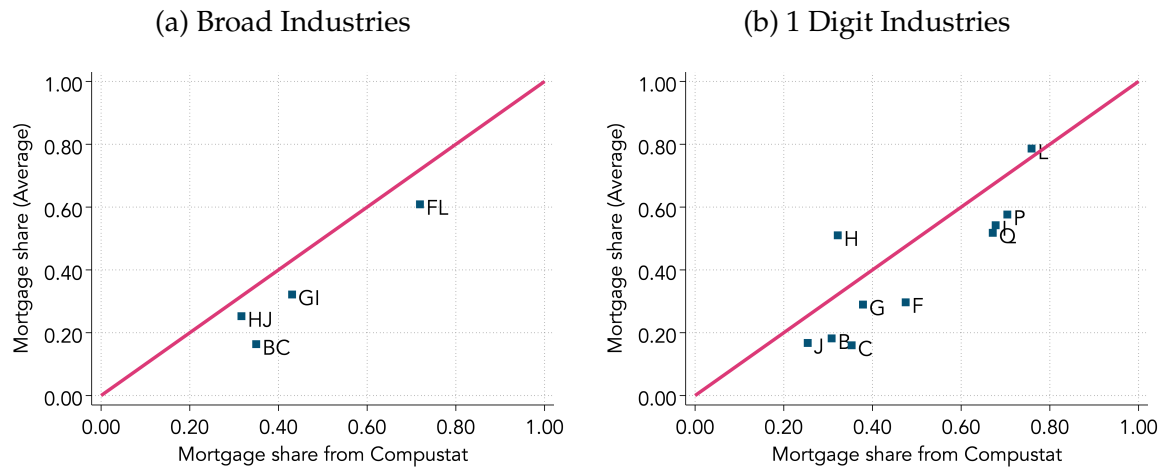 (a) Broad Industries
1.00
0.80
0.60
0.40
0.20
0.00
Mortgage share (Average)
FL
GI
HJ
BC
0.00 0.20 0.40 0.60 0.80 1.00
Mortgage share from Compustat
(b) 1 Digit Industries
1.00
0.80
0.60
0.40
0.20
0.00
Mortgage share (Average)
L
P
I
Q
H
F
G
B
J
C
0.00 0.20 0.40 0.60 0.80 1.00
Mortgage share from Compustat